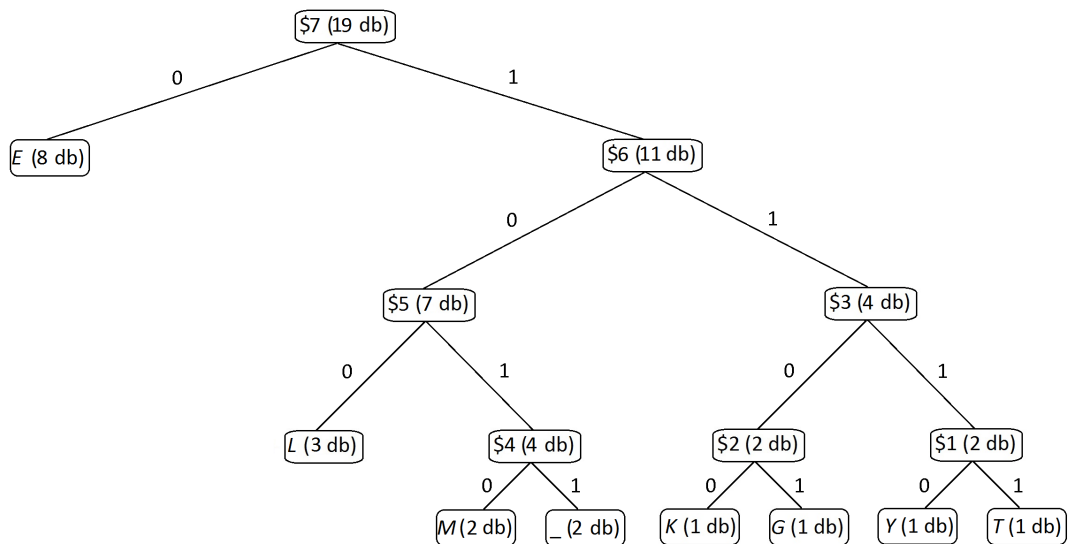 $7 (19 db)
0 1
E (8 db) $6 (11 db)
0 1
$5 (7 db) $3 (4 db)
0 1 0 1
L (3 db) $4 (4 db) $2 (2 db) $1 (2 db)
0 1 0 1 0 1
M (2 db) _ (2 db) K (1 db) G (1 db) Y (1 db) T (1 db)